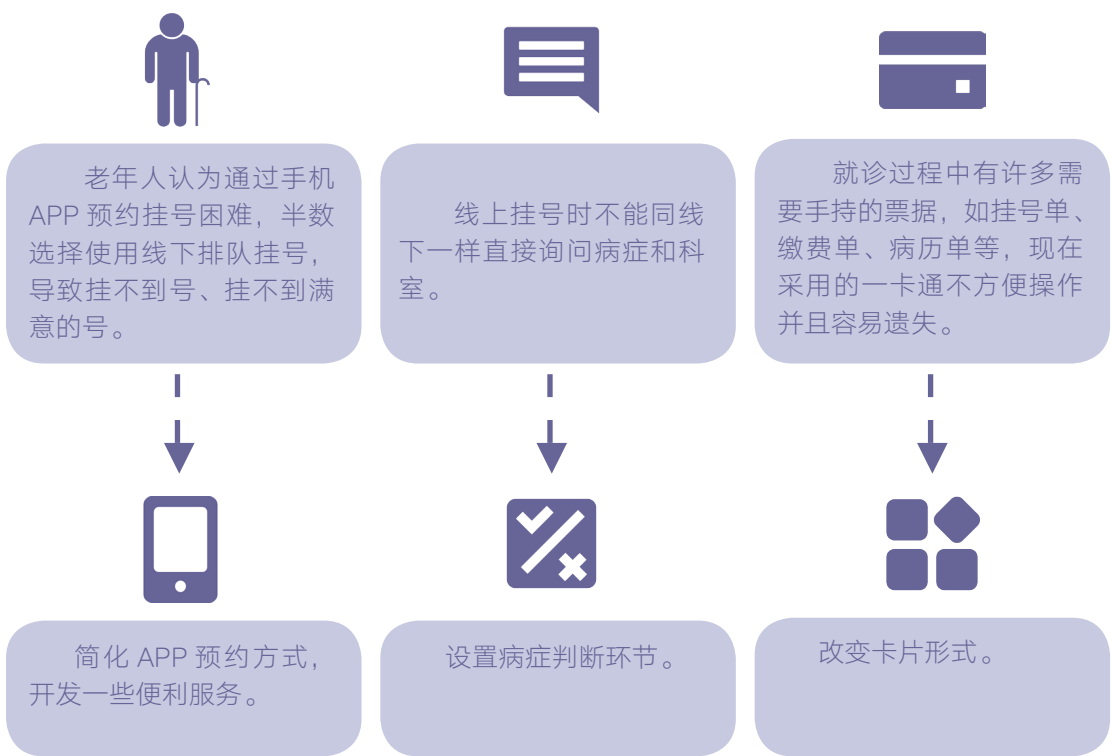 老年人认为通过手机
APP 预约挂号困难，半数
选择使用线下排队挂号，
导致挂不到号、挂不到满
意的号。
线上挂号时不能同线
下一样直接询问病症和科
室。
就诊过程中有许多需
要手持的票据，如挂号单、
缴费单、病历单等，现在
采用的一卡通不方便操作
并且容易遗失。
简化 APP 预约方式，
开发一些便利服务。
设置病症判断环节。
改变卡片形式。